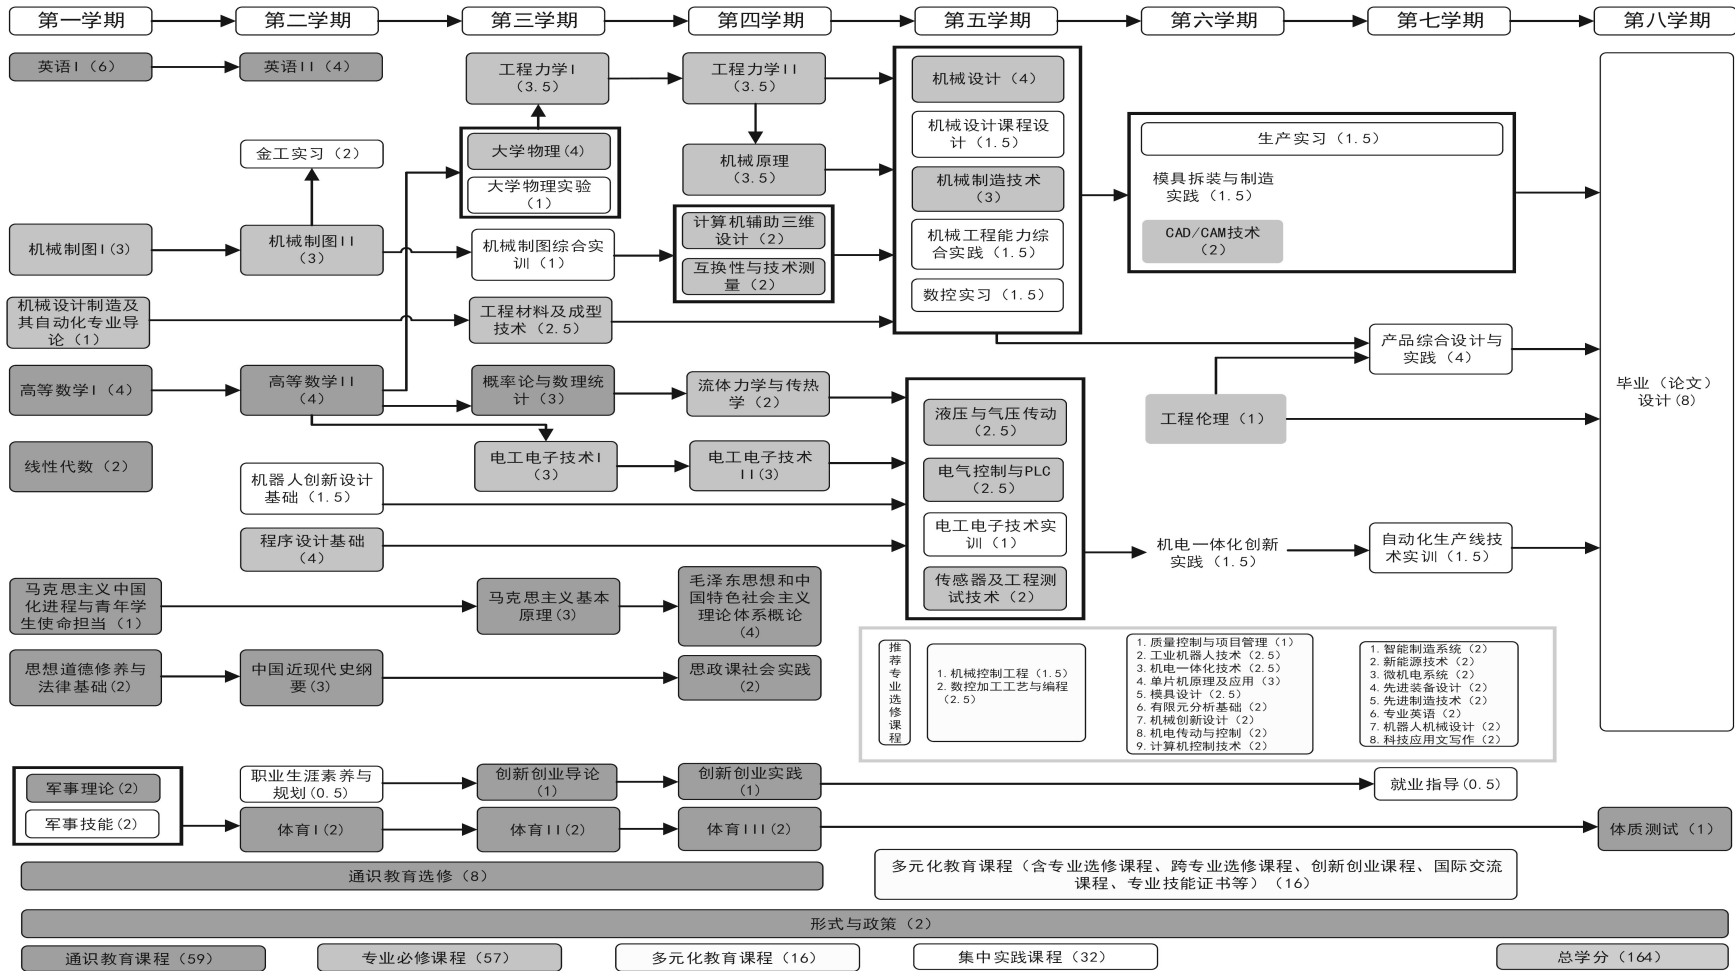 第一学期
第二学期
第三学期
第四学期
第五学期
第六学期
第七学期
第八学期
英语I（6）
英语II（4）
工程力学I
（3.5）
工程力学II
（3.5）
机械设计（4）
机械设计课程设
计（1.5）
机械制造技术
（3）
机械工程能力综
合实践（1.5）
数控实习（1.5）
生产实习（1.5）
模具拆装与制造
实践（1.5）
CAD/CAM技术
（2）
金工实习（2）
大学物理(4)
大学物理实验
（1）
机械原理
（3.5）
机械制图I(3)
机械制图II
（3）
机械制图综合实
训（1）
计算机辅助三维
设计（2）
互换性与技术测
量（2）
机械设计制造及
其自动化专业导
论（1）
工程材料及成型
技术（2.5）
产品综合设计与
实践（4）
高等数学I（4）
高等数学II
（4）
概率论与数理统
计（3）
流体力学与传热
学（2）
液压与气压传动
（2.5）
电气控制与PLC
（2.5）
电工电子技术实
训（1）
传感器及工程测
试技术（2）
工程伦理（1）
毕业（论文）
设计(8)
线性代数（2）
机器人创新设计
基础（1.5）
电工电子技术I
（3）
电工电子技术
II(3)
程序设计基础
（4）
机电一体化创新
实践（1.5）
自动化生产线技
术实训（1.5）
马克思主义中国
化进程与青年学
生使命担当（1）
马克思主义基本
原理（3）
毛泽东思想和中
国特色社会主义
理论体系概论
（4）
思想道德修养与
法律基础(2)
中国近现代史纲
要（3）
思政课社会实践
（2）
推荐专业选修课程
1.机械控制工程（1.5）
2.数控加工工艺与编程
（2.5）
1.质量控制与项目管理（1）
2.工业机器人技术（2.5）
3.机电一体化技术（2.5）
4.单片机原理及应用（3）
5.模具设计（2.5）
6.有限元分析基础（2）
7.机械创新设计（2）
8.机电传动与控制（2）
9.计算机控制技术（2）
1.智能制造系统（2）
2.新能源技术（2）
3.微机电系统（2）
4.先进装备设计（2）
5.先进制造技术（2）
6.专业英语（2）
7.机器人机械设计（2）
8.科技应用文写作（2）
军事理论(2)
军事技能(2)
职业生涯素养与
规划(0.5)
创新创业导论
（1）
创新创业实践
（1）
就业指导(0.5)
体育I(2)
体育II(2)
体育III(2)
体质测试（1）
通识教育选修（8）
多元化教育课程（含专业选修课程、跨专业选修课程、创新创业课程、国际交流
课程、专业技能证书等）（16）
形式与政策（2）
通识教育课程（59）
专业必修课程（57）
多元化教育课程（16）
集中实践课程（32）
总学分（164）